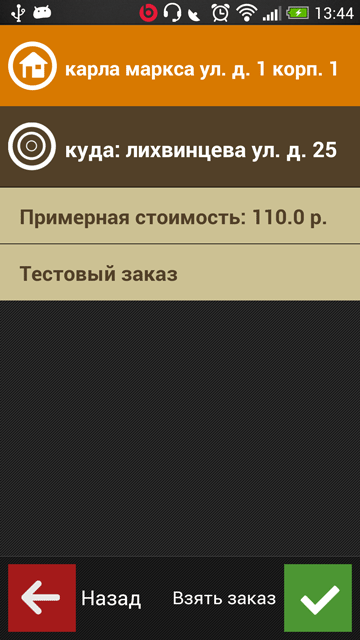 13:44
карла маркса ул. д. 1 корп. 1
куда: лихвинцева ул. д. 25
Примерная стоимость: 110.0 р.
Тестовый заказ
Назад
Взять заказ